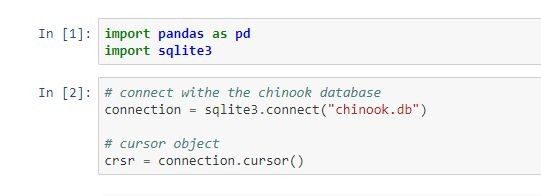 In [1]: import pandas as pd
import sqlite3
In [2]: # connect withe the chinook database
connection = sqlite3.connect("chinook.db")
# cursor object
crsr = connection.cursor()